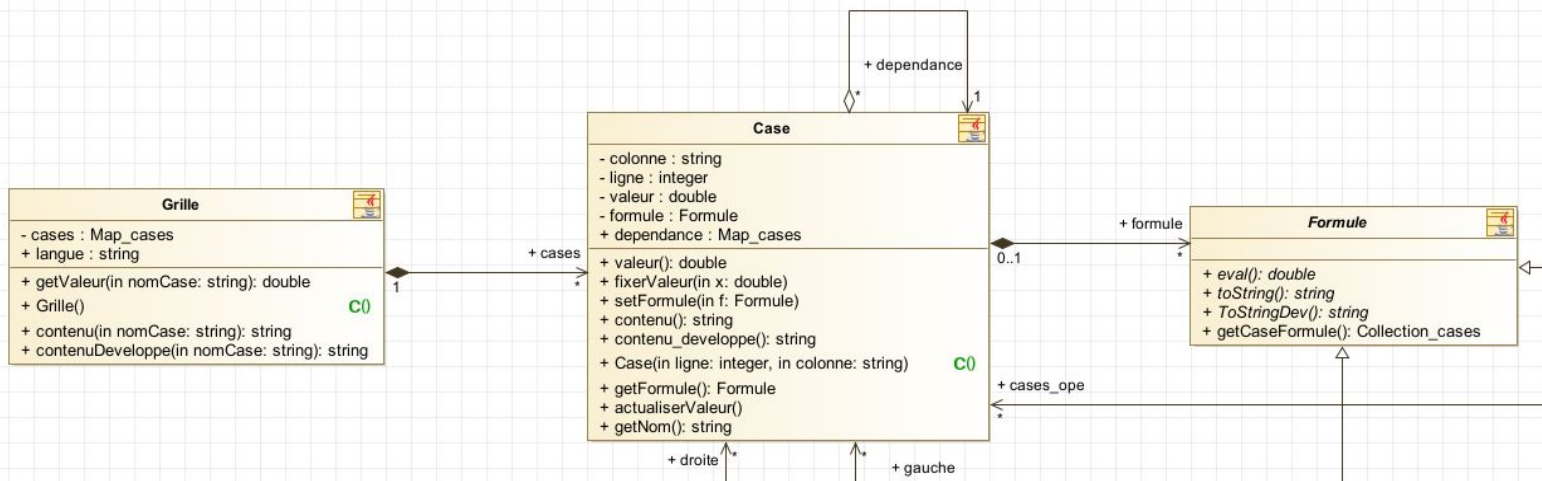 + dependance
* 1
Grille
- cases : Map_cases
+ langue : string
+ getValeur(in nomCase: string): double
+ Grille() C()
+ contenu(in nomCase: string): string
+ contenuDeveloppe(in nomCase: string): string
+ cases
1 *
Case
- colonne : string
- ligne : integer
- valeur : double
- formule : Formule
+ dependance : Map_cases
+ valeur(): double
+ fixerValeur(in x: double)
+ setFormule(in f: Formule)
+ contenu(): string
+ contenu_developpe(): string
+ Case(in ligne: integer, in colonne: string) C()
+ getFormule(): Formule
+ actualiserValeur()
+ getNom(): string
+ formule
0..1 *
Formule
+ eval(): double
+ toString(): string
+ ToStringDev(): string
+ getCaseFormule(): Collection_cases
+ cases_ope
*
+ droite * * + gauche